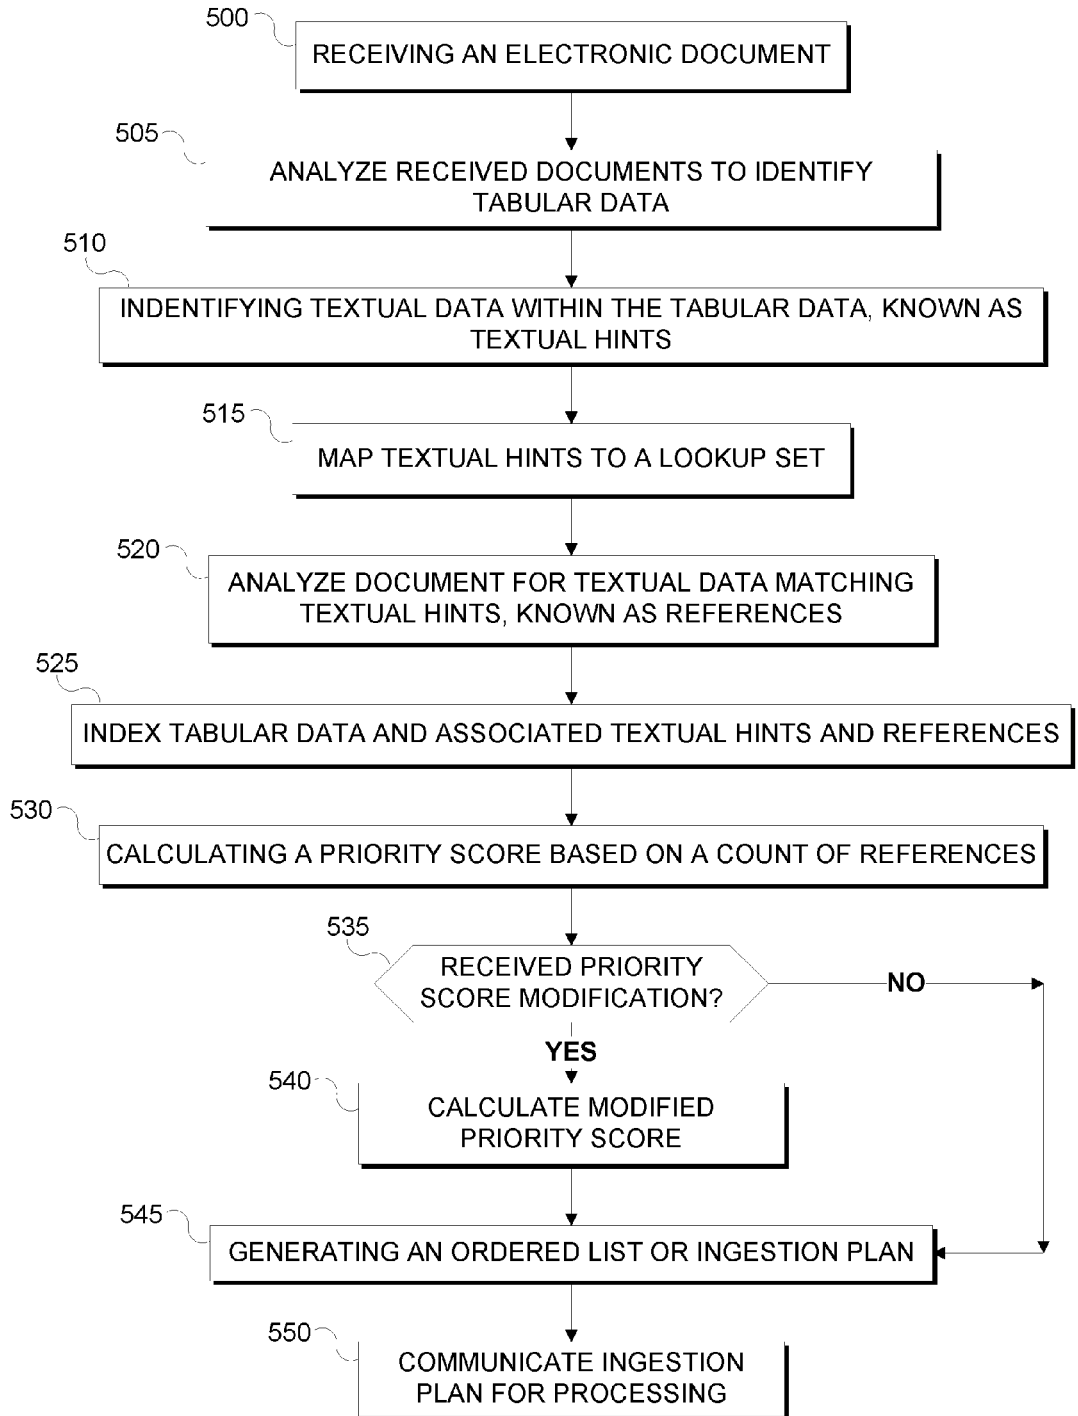 500
RECEIVING AN ELECTRONIC DOCUMENT
505
ANALYZE RECEIVED DOCUMENTS TO IDENTIFY
TABULAR DATA
510
INDENTIFYING TEXTUAL DATA WITHIN THE TABULAR DATA, KNOWN AS
TEXTUAL HINTS
515
MAP TEXTUAL HINTS TO A LOOKUP SET
520
ANALYZE DOCUMENT FOR TEXTUAL DATA MATCHING
TEXTUAL HINTS, KNOWN AS REFERENCES
525
INDEX TABULAR DATA AND ASSOCIATED TEXTUAL HINTS AND REFERENCES
530
CALCULATING A PRIORITY SCORE BASED ON A COUNT OF REFERENCES
535
RECEIVED PRIORITY
SCORE MODIFICATION?
NO
YES
540
CALCULATE MODIFIED
PRIORITY SCORE
545
GENERATING AN ORDERED LIST OR INGESTION PLAN
550
COMMUNICATE INGESTION
PLAN FOR PROCESSING